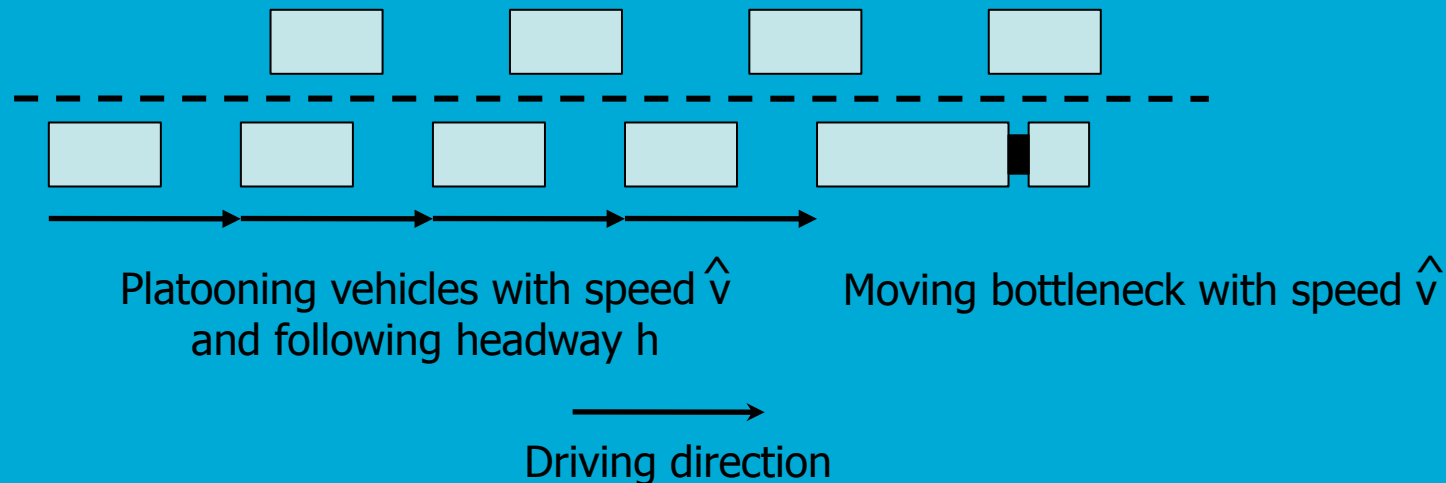 Platooning vehicles with speed v̂
and following headway h
Moving bottleneck with speed v̂
Driving direction